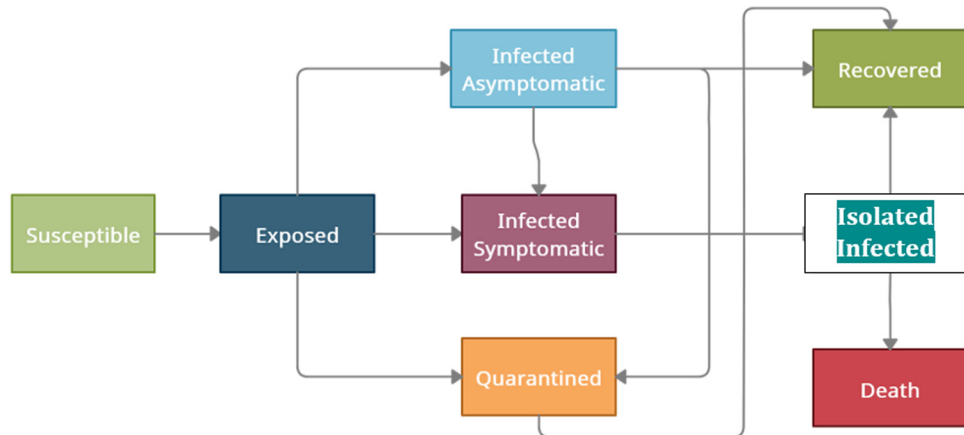 Infected
Asymptomatic
Recovered
Susceptible
Exposed
Infected
Symptomatic
Isolated
Infected
Quarantined
Death